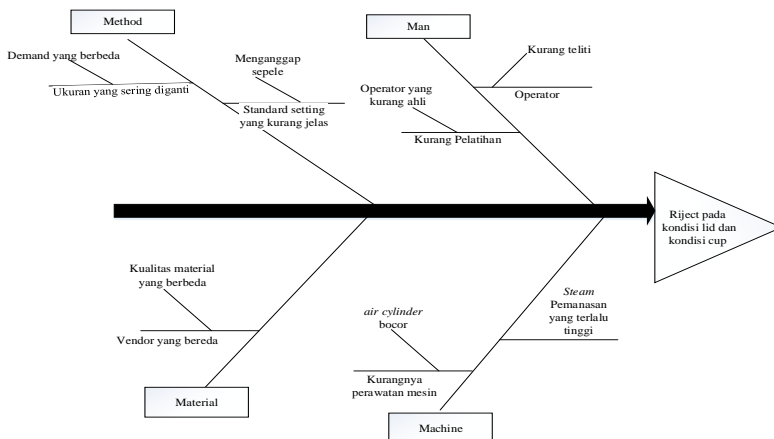 Method
Man
Demand yang berbeda
Ukuran yang sering diganti
Menganggap
sepele
Standard setting
yang kurang jelas
Operator yang
kurang ahli
Kurang Pelatihan
Kurang teliti
Operator
Riject pada
kondisi lid dan
kondisi cup
Kualitas material
yang berbeda
Vendor yang bereda
Material
air cylinder
bocor
Kurangnya
perawatan mesin
Steam
Pemanasan
yang terlalu
tinggi
Machine